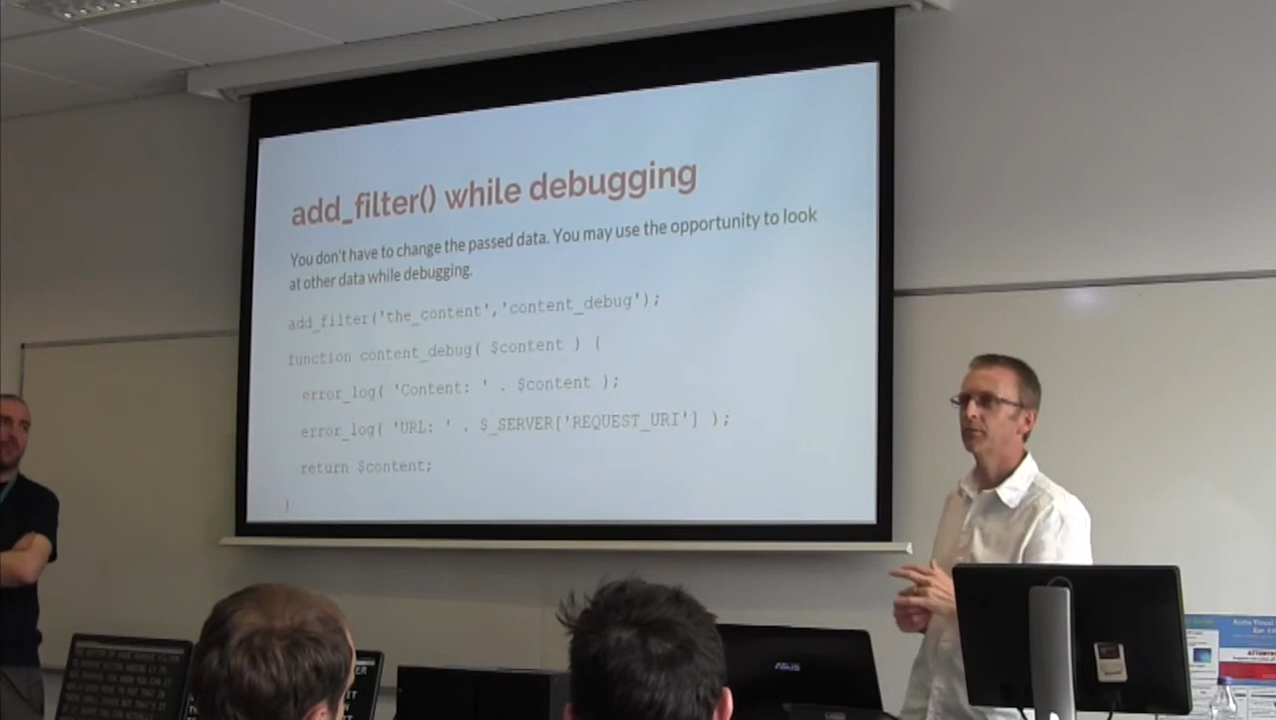 add_filter() while debugging
You don't have to change the passed data. You may use the opportunity to look
at other data while debugging.
add_filter('the_content','content_debug');
function content_debug( $content ) {
error_log( 'Content: ' . $content );
error_log( 'URL: ' . $_SERVER['REQUEST_URI'] );
return $content;
}
ASUS